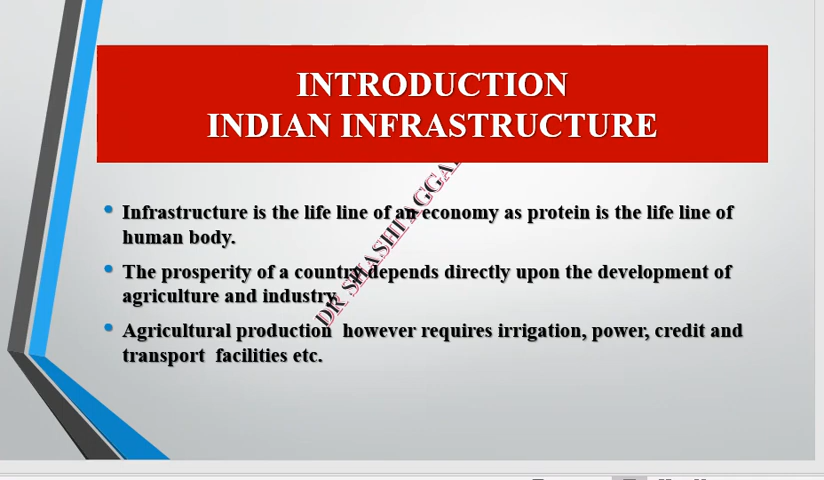 INTRODUCTION
INDIAN INFRASTRUCTURE
Infrastructure is the life line of an economy as protein is the life line of
human body.
The prosperity of a country depends directly upon the development of
agriculture and industry.
Agricultural production however requires irrigation, power, credit and
transport facilities etc.
DR SHASHI AGGA